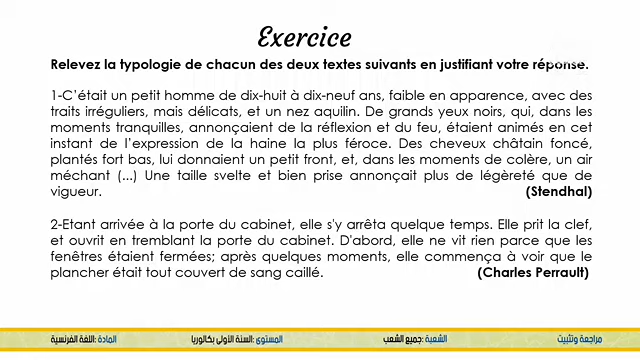 Exercice
Relevez la typologie de chacun des deux textes suivants en justifiant votre réponse.
1-C’était un petit homme de dix-huit à dix-neuf ans, faible en apparence, avec des
traits irréguliers, mais délicats, et un nez aquilin. De grands yeux noirs, qui, dans les
moments tranquilles, annonçaient de la réflexion et du feu, étaient animés en cet
instant de l’expression de la haine la plus féroce. Des cheveux châtain foncé,
plantés fort bas, lui donnaient un petit front, et, dans les moments de colère, un air
méchant (...) Une taille svelte et bien prise annonçait plus de légèreté que de
vigueur. (Stendhal)
2-Etant arrivée à la porte du cabinet, elle s'y arrêta quelque temps. Elle prit la clef,
et ouvrit en tremblant la porte du cabinet. D'abord, elle ne vit rien parce que les
fenêtres étaient fermées; après quelques moments, elle commença à voir que le
plancher était tout couvert de sang caillé. (Charles Perrault)
مراجعة وتثبيت الشعبة :جميع الشعب المستوى :السنة الأولى بكالوريا المادة :اللغة الفرنسية